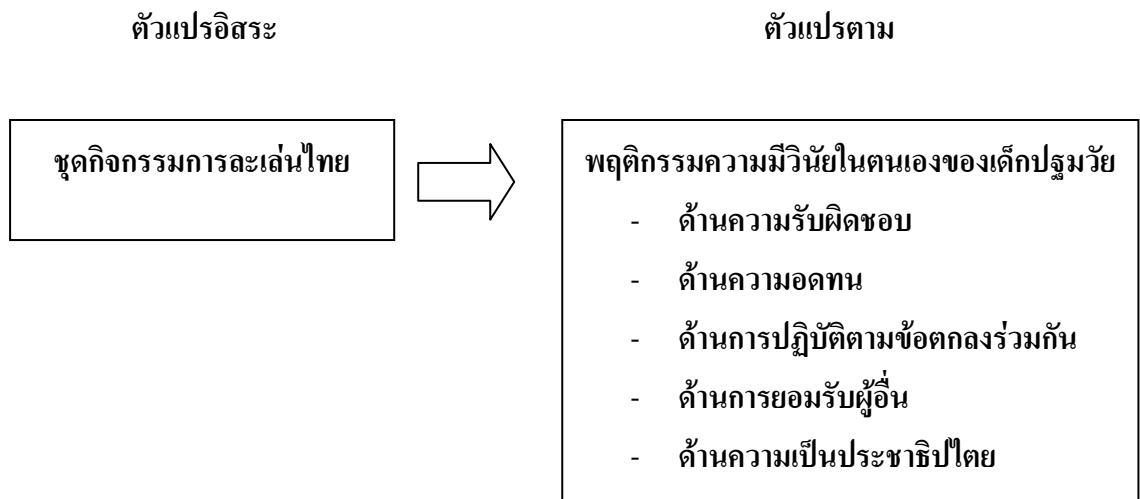 ตัวแปรอิสระ
ตัวแปรตาม
ชุดกิจกรรมการละเล่นไทย
พฤติกรรมความมีวินัยในตนเองของเด็กปฐมวัย
- ด้านความรับผิดชอบ
- ด้านความอดทน
- ด้านการปฏิบัติตามข้อตกลงร่วมกัน
- ด้านการยอมรับผู้อื่น
- ด้านความเป็นประชาธิปไตย